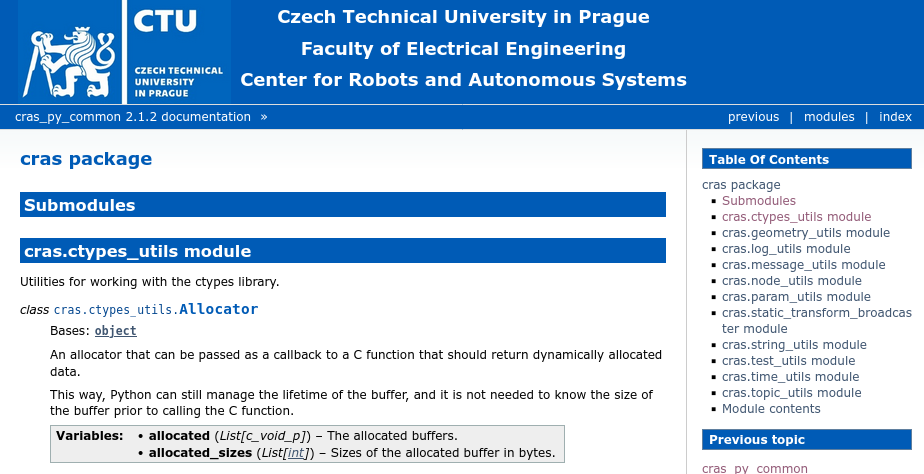 CTU
CZECH TECHNICAL
UNIVERSITY
IN PRAGUE
Czech Technical University in Prague
Faculty of Electrical Engineering
Center for Robots and Autonomous Systems
cras_py_common 2.1.2 documentation »
previous | modules | index
cras package
Submodules
cras.ctypes_utils module
Utilities for working with the ctypes library.
class cras.ctypes_utils.Allocator
Bases: object
An allocator that can be passed as a callback to a C function that should return dynamically allocated
data.
This way, Python can still manage the lifetime of the buffer, and it is not needed to know the size of
the buffer prior to calling the C function.
Variables: • allocated (List[c_void_p]) – The allocated buffers.
• allocated_sizes (List[int]) – Sizes of the allocated buffer in bytes.
Table Of Contents
cras package
▪ Submodules
▪ cras.ctypes_utils module
▪ cras.geometry_utils module
▪ cras.log_utils module
▪ cras.message_utils module
▪ cras.node_utils module
▪ cras.param_utils module
▪ cras.static_transform_broadcas
ter module
▪ cras.string_utils module
▪ cras.test_utils module
▪ cras.time_utils module
▪ cras.topic_utils module
▪ Module contents
Previous topic
cras_py_common